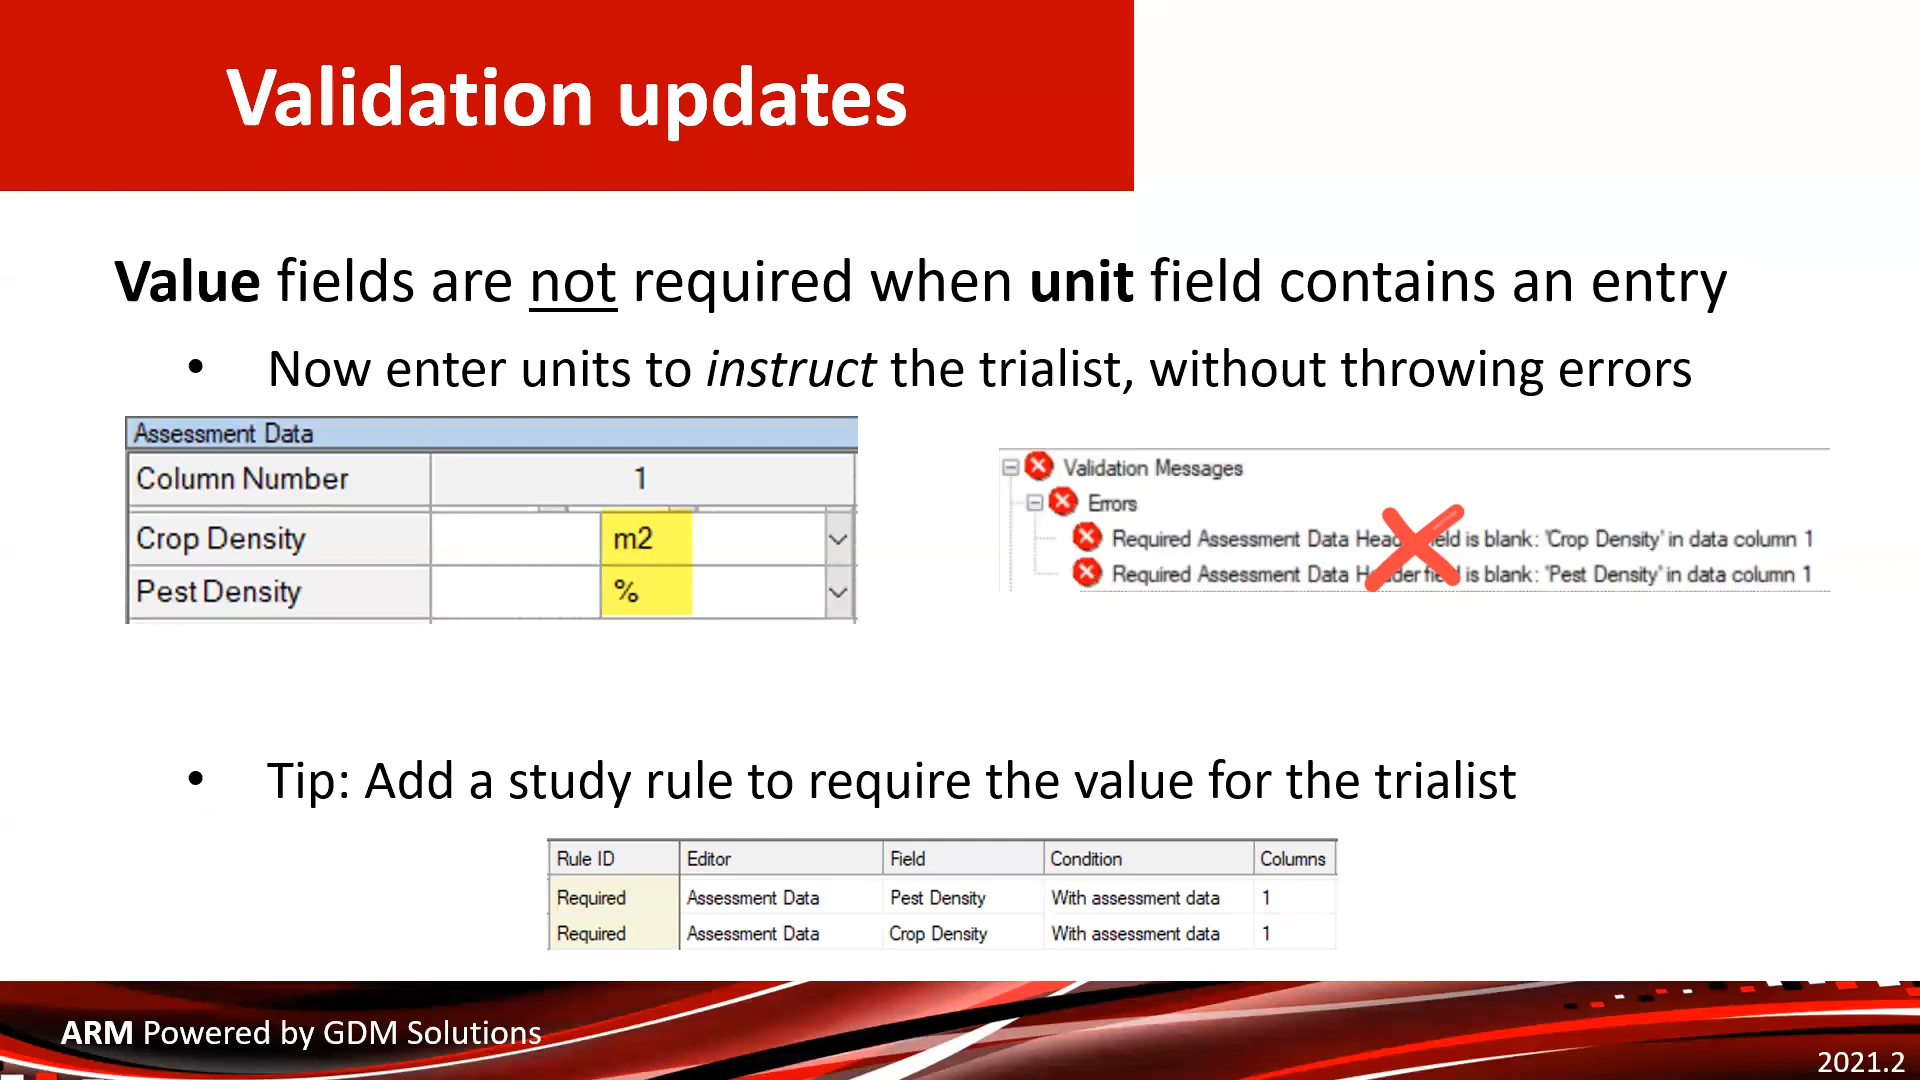 Validation updates
Value fields are not required when unit field contains an entry
• Now enter units to instruct the trialist, without throwing errors
Assessment Data
Column Number 1
Crop Density m2
Pest Density %
Validation Messages
Errors
Required Assessment Data Header field is blank: 'Crop Density' in data column 1
Required Assessment Data Header field is blank: 'Pest Density' in data column 1
• Tip: Add a study rule to require the value for the trialist
Rule ID Editor Field Condition Columns
Required Assessment Data Pest Density With assessment data 1
Required Assessment Data Crop Density With assessment data 1
ARM Powered by GDM Solutions
2021.2